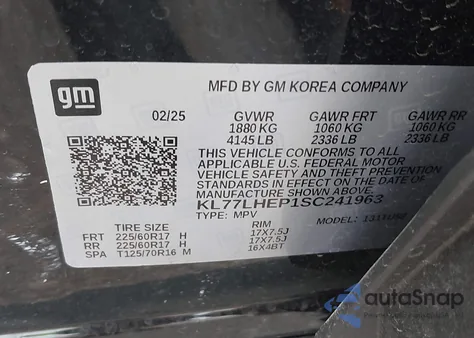 gm
MFD BY GM KOREA COMPANY
02/25 GVWR GAWR FRT GAWR RR
1880 KG 1060 KG 1060 KG
4145 LB 2336 LB 2336 LB
THIS VEHICLE CONFORMS TO ALL
APPLICABLE U.S. FEDERAL MOTOR
VEHICLE SAFETY AND THEFT PREVENTION
STANDARDS IN EFFECT ON THE DATE OF
MANUFACTURE SHOWN ABOVE.
KL77LHEP1SC241963
TYPE: MPV MODEL:
TIRE SIZE RIM
FRT 225/60R17 H 17X7.5J
RR 225/60R17 H 17X7.5J
SPA T125/70R16 M 16X4BT
autoSnap